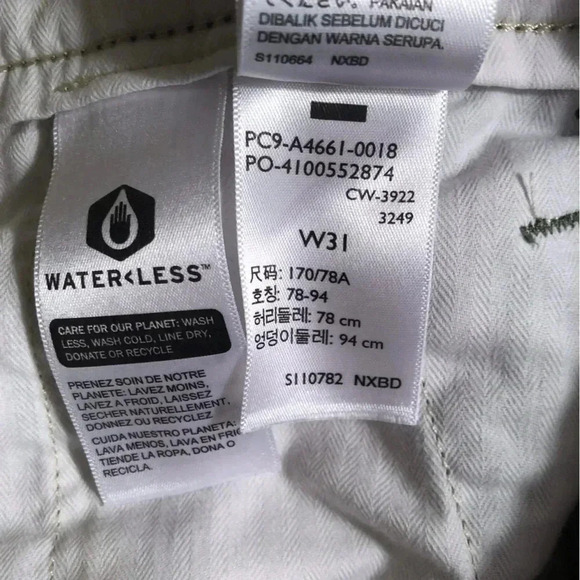 PAKAIAN
DIBALIK SEBELUM DICUCI
DENGAN WARNA SERUPA.
S110664 NXBD
PC9-A4661-0018
PO-4100552874
CW-3922
3249
W31
尺码: 170/78A
호칭: 78-94
허리둘레: 78 cm
엉덩이둘레: 94 cm
S110782 NXBD
WATER<LESS™
CARE FOR OUR PLANET: WASH
LESS, WASH COLD, LINE DRY,
DONATE OR RECYCLE
PRENEZ SOIN DE NOTRE
PLANETE: LAVEZ MOINS,
LAVEZ A FROID, LAISSEZ
SECHER NATURELLEMENT,
DONNEZ OU RECYCLEZ
CUIDA NUESTRO PLANETA:
LAVA MENOS, LAVA EN FRI
TIENDE LA ROPA, DONA O
RECICLA.